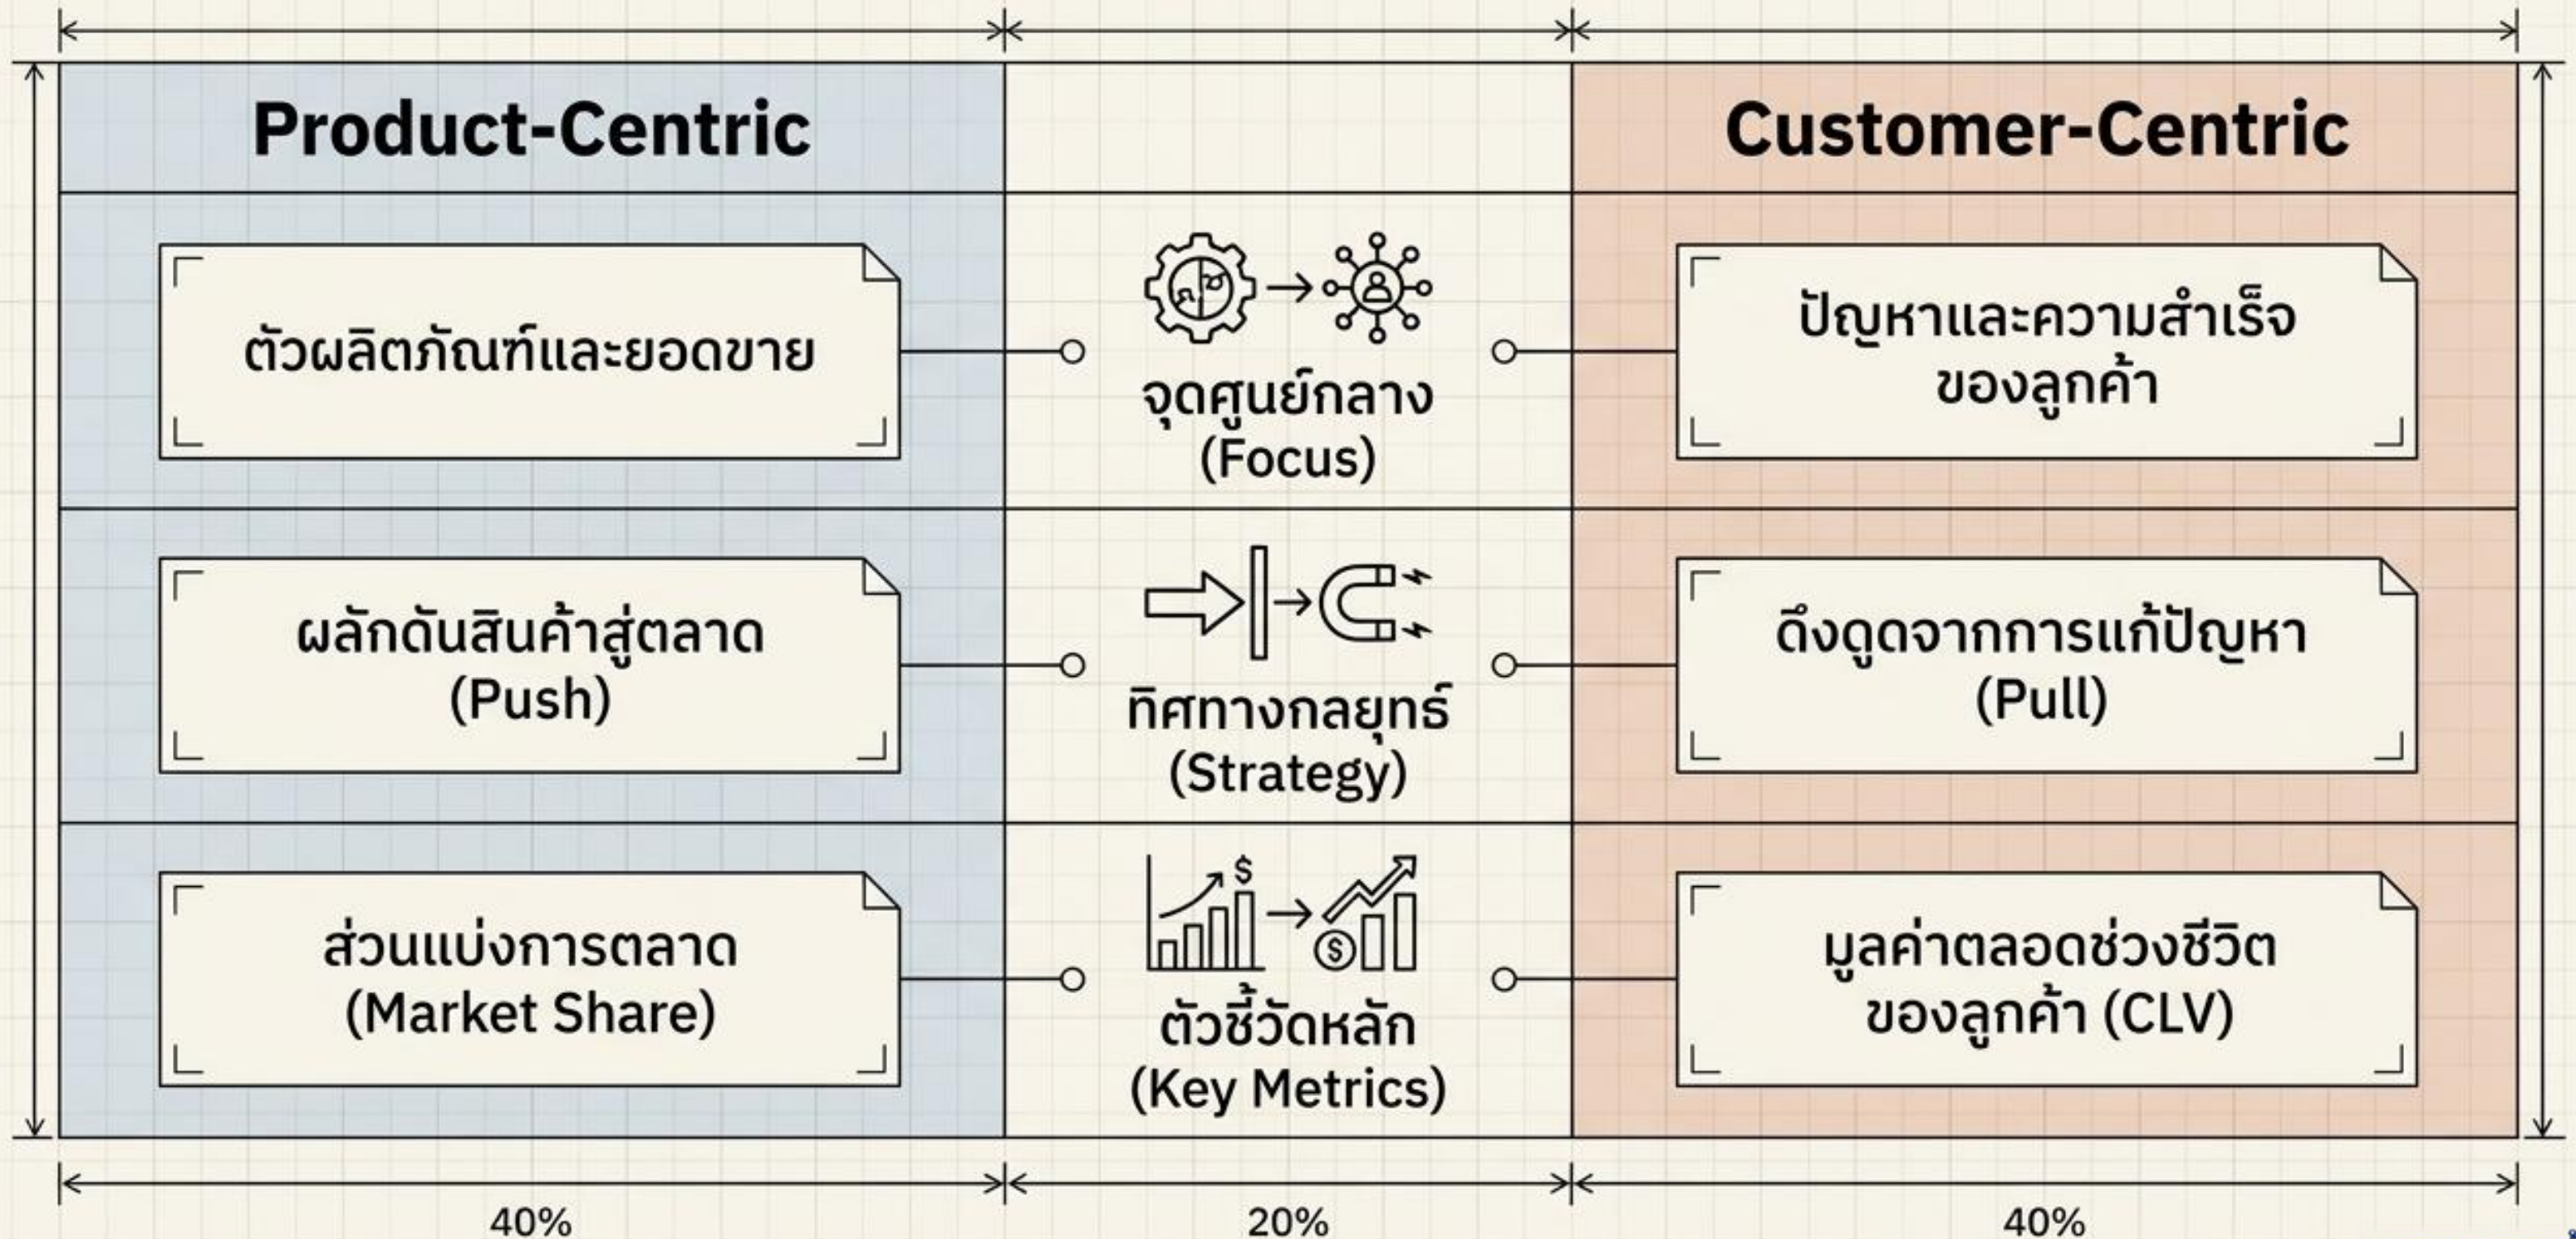 Product-Centric
Customer-Centric
ตัวผลิตภัณฑ์และยอดขาย
จุดศูนย์กลาง
(Focus)
ปัญหาและความสำเร็จ
ของลูกค้า
ผลักดันสินค้าสู่ตลาด
(Push)
ทิศทางกลยุทธ์
(Strategy)
ดึงดูดจากการแก้ปัญหา
(Pull)
ส่วนแบ่งการตลาด
(Market Share)
$
$
ตัวชี้วัดหลัก
(Key Metrics)
มูลค่าตลอดช่วงชีวิต
ของลูกค้า (CLV)
40%
20%
40%